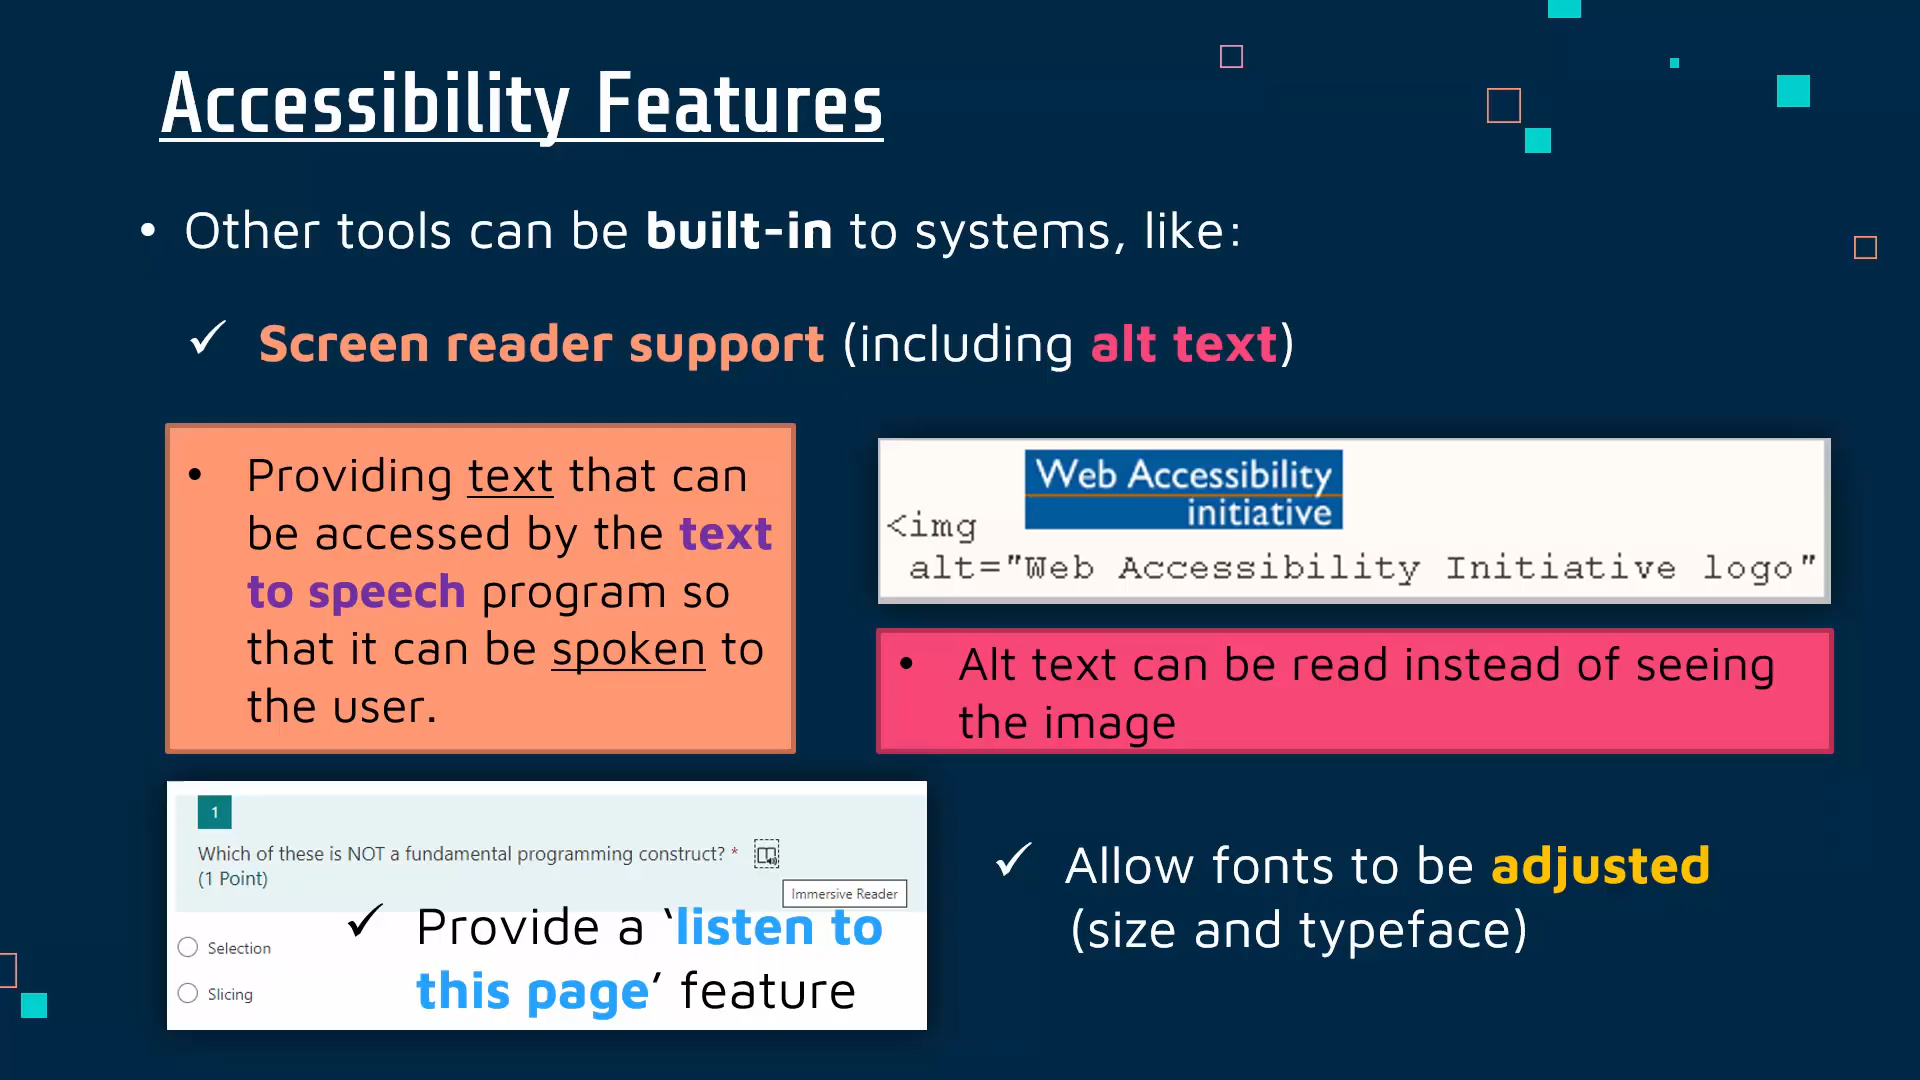 Accessibility Features
• Other tools can be built-in to systems, like:
✓ Screen reader support (including alt text)
• Providing text that can
be accessed by the text
to speech program so
that it can be spoken to
the user.
Web Accessibility
initiative
<img
alt="Web Accessibility Initiative logo"
• Alt text can be read instead of seeing
the image
1
Which of these is NOT a fundamental programming construct? *
(1 Point)
Immersive Reader
Selection
Slicing
✓ Provide a ‘listen to
this page’ feature
✓ Allow fonts to be adjusted
(size and typeface)